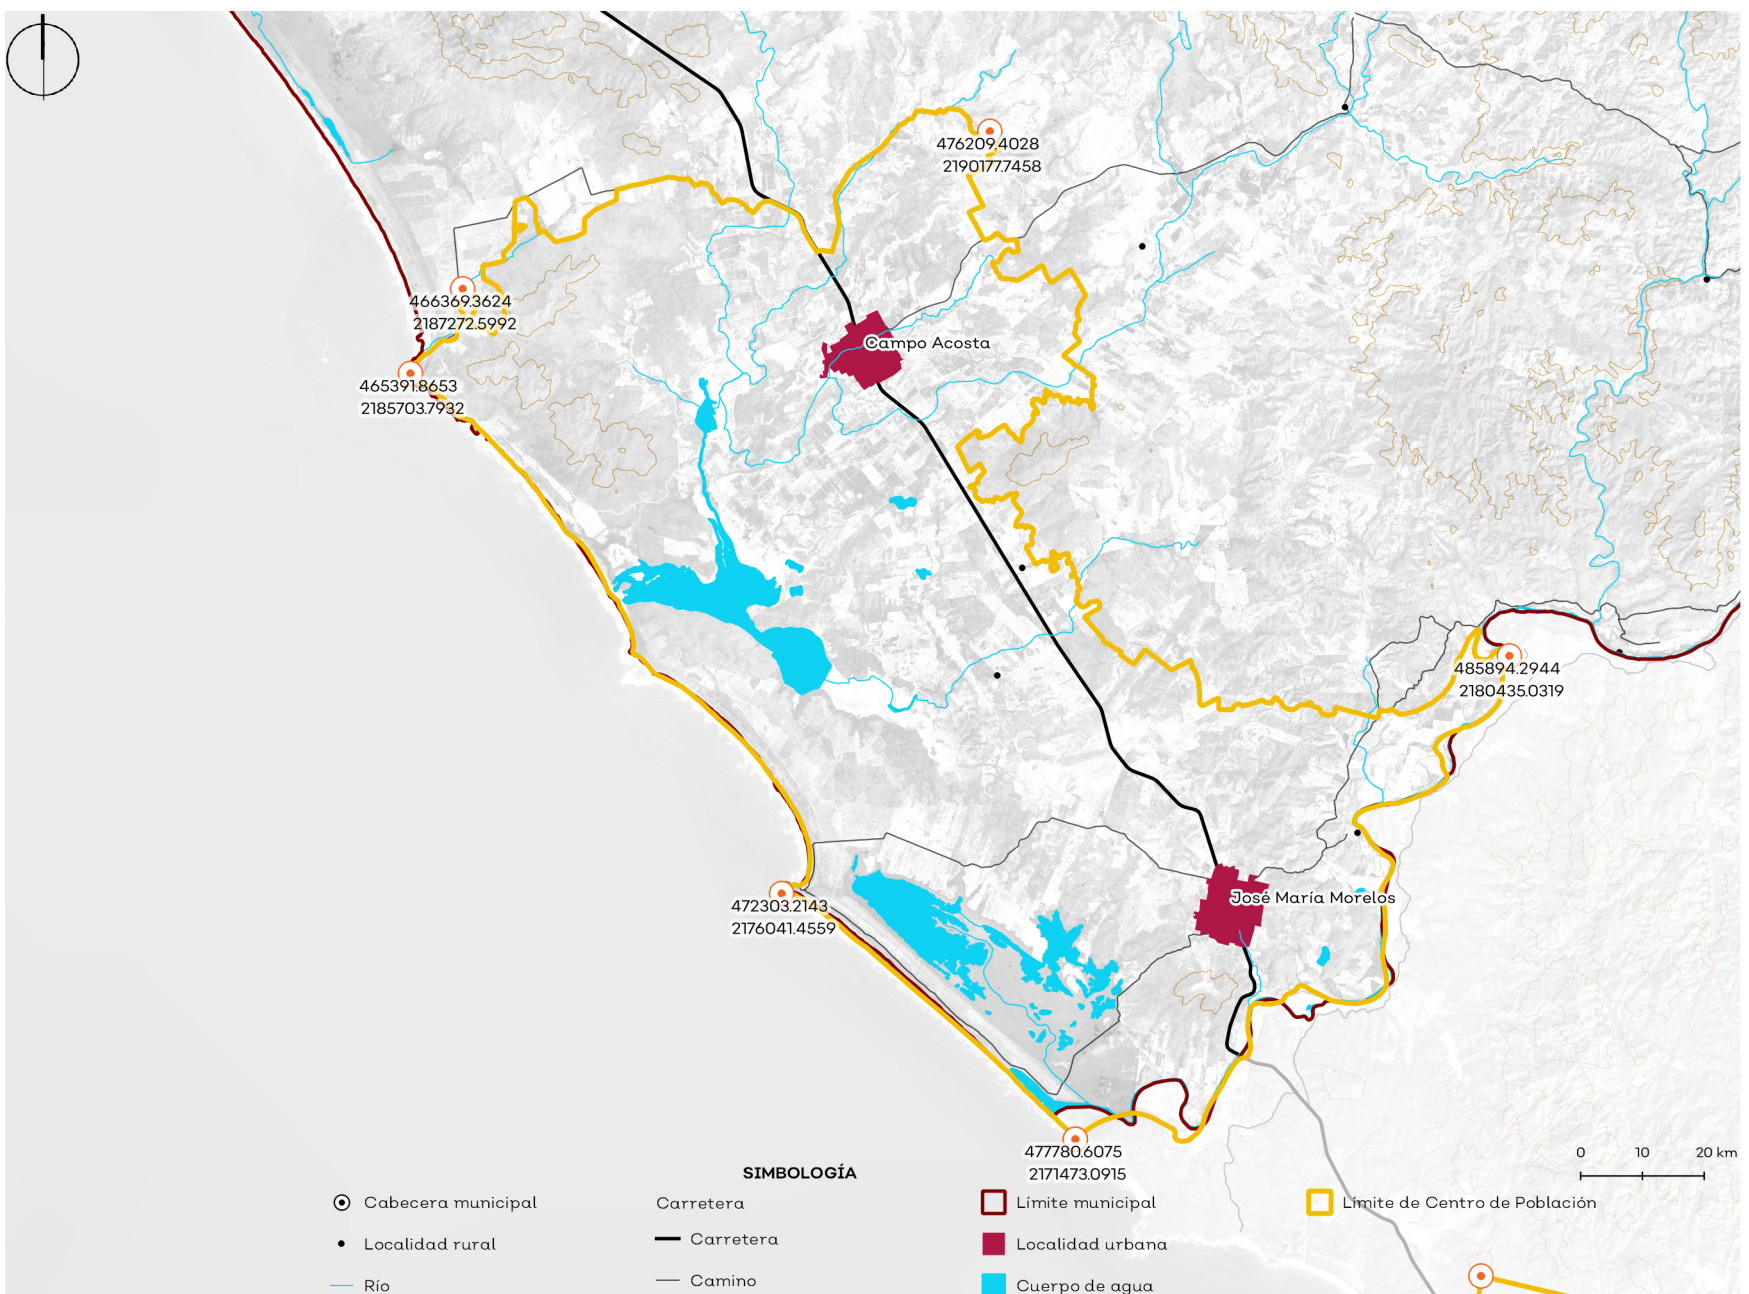 476209.4028
2190177.7458
466369.3624
2187272.5992
Campo Acosta
465391.8653
2185703.7932
485894.2944
2180435.0319
José María Morelos
472303.2143
2176041.4559
477780.6075
2171473.0915
0 10 20 km
SIMBOLOGÍA
Cabecera municipal
Localidad rural
Río
Carretera
Carretera
Camino
Límite municipal
Localidad urbana
Cuerpo de agua
Límite de Centro de Población